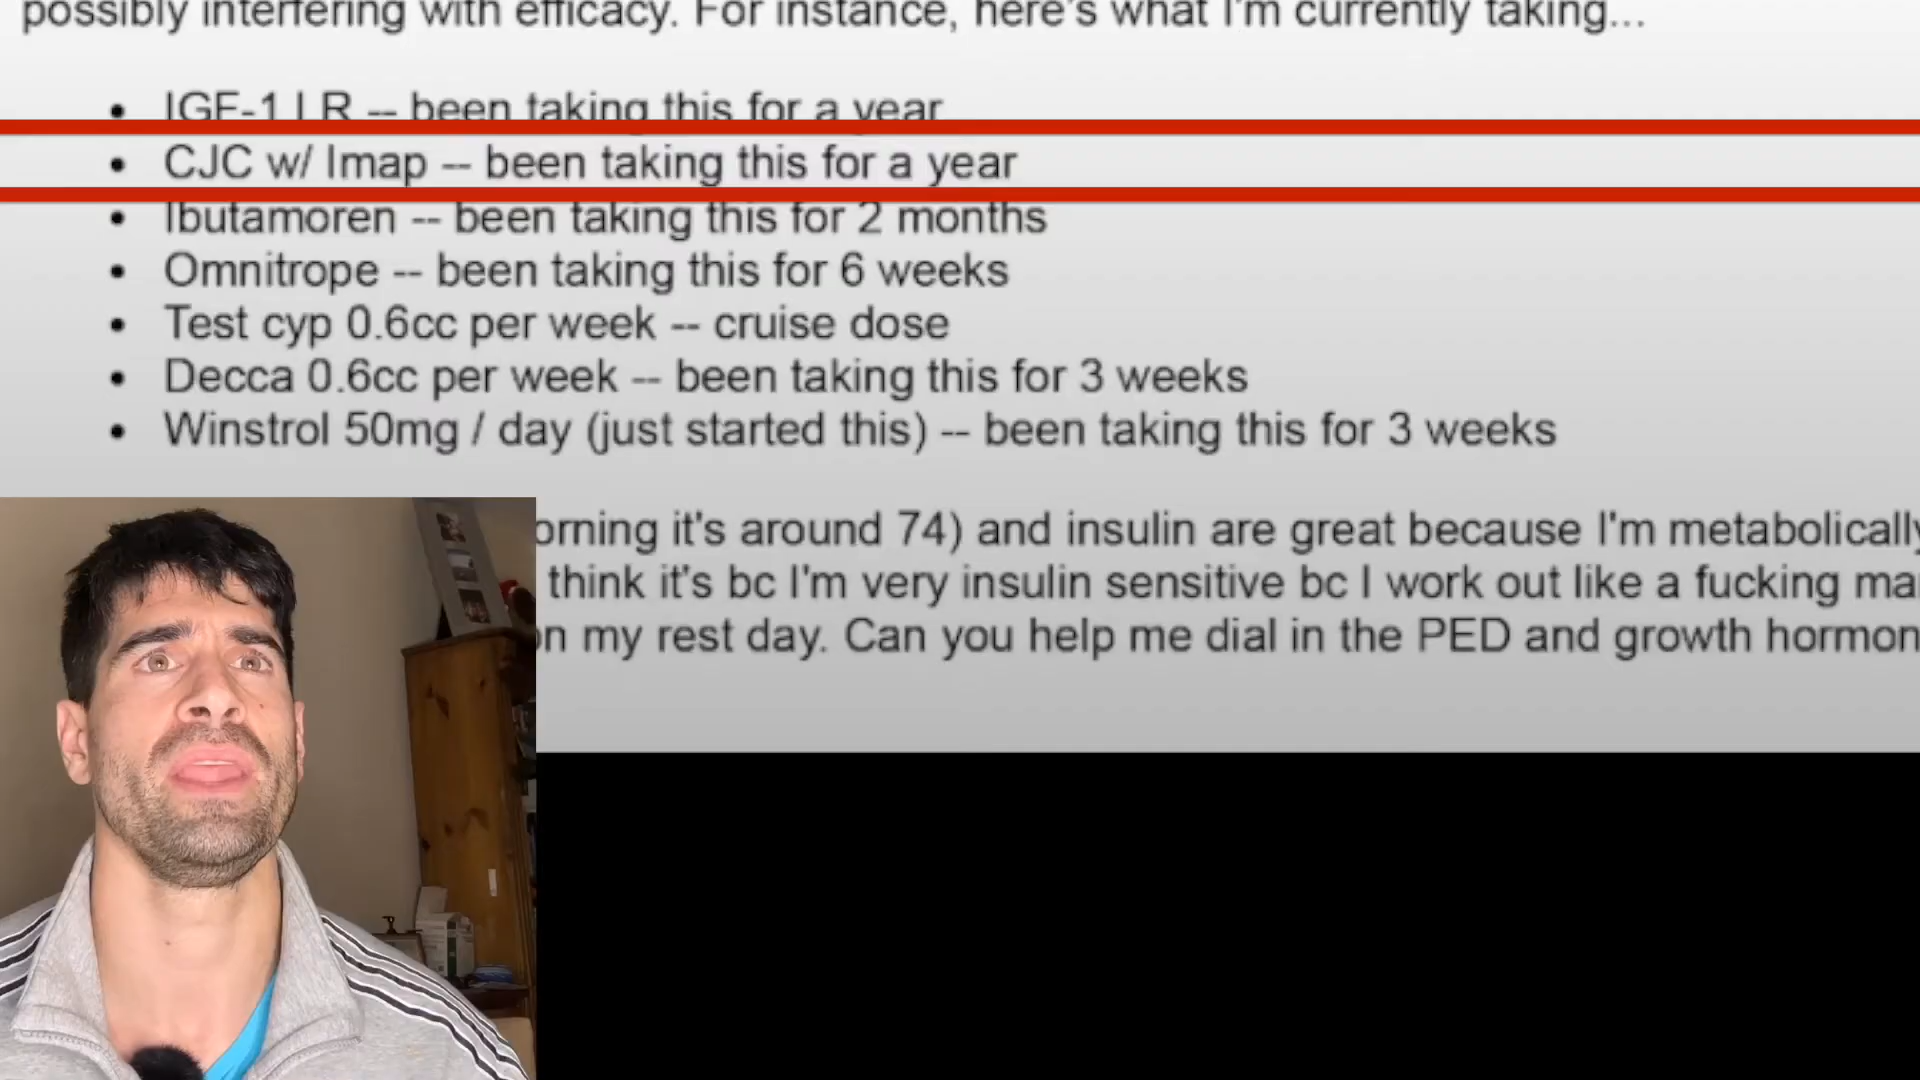 possibly interfering with efficacy. For instance, here's what I'm currently taking...
IGF-1 LR -- been taking this for a year
CJC w/ Imap -- been taking this for a year
Ibutamoren -- been taking this for 2 months
Omnitrope -- been taking this for 6 weeks
Test cyp 0.6cc per week -- cruise dose
Decca 0.6cc per week -- been taking this for 3 weeks
Winstrol 50mg / day (just started this) -- been taking this for 3 weeks
orning it's around 74) and insulin are great because I'm metabolically
think it's bc I'm very insulin sensitive bc I work out like a fucking ma
on my rest day. Can you help me dial in the PED and growth hormon